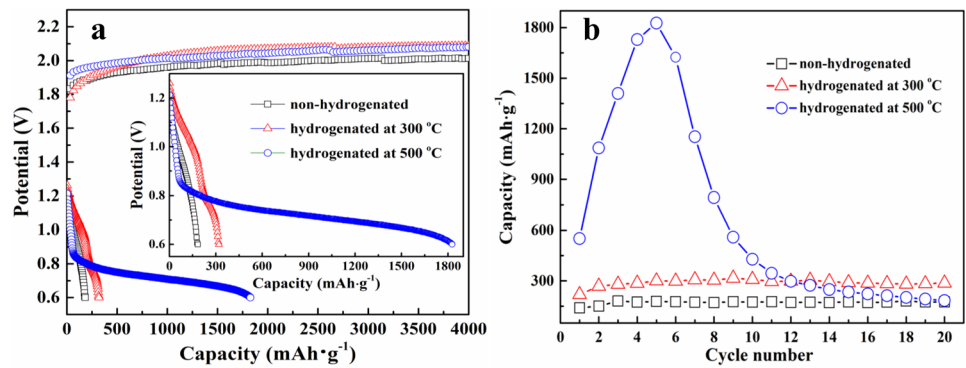 a
Potential (V)
2.2
2.0
1.8
1.6
1.4
1.2
1.0
0.8
0.6
0 500 1000 1500 2000 2500 3000 3500 4000
Capacity (mAh·g⁻¹)
Potential (V)
1.2
1.0
0.8
0.6
0 300 600 900 1200 1500 1800
Capacity (mAh·g⁻¹)
non-hydrogenated
hydrogenated at 300 °C
hydrogenated at 500 °C
b
Capacity (mAh·g⁻¹)
1800
1500
1200
900
600
300
0
0 2 4 6 8 10 12 14 16 18 20
Cycle number
non-hydrogenated
hydrogenated at 300 °C
hydrogenated at 500 °C